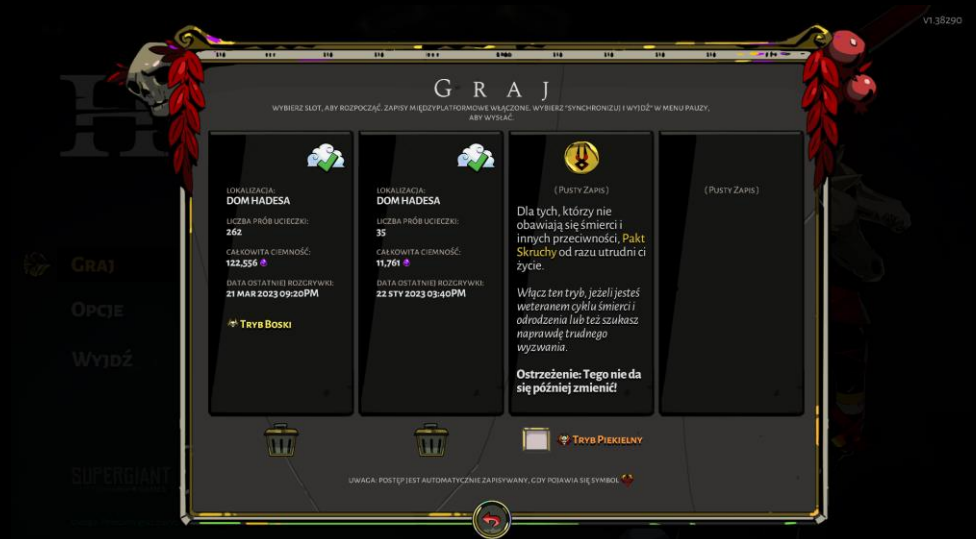 v1.38290
GRAJ
WYBIERZ SLOT, ABY ROZPOCZĄĆ. ZAPISY MIĘDZYPLATFORMOWE WŁĄCZONE. WYBIERZ "SYNCHRONIZUJ I WYJDŹ" W MENU PAUZY,
ABY WYSŁAĆ.
LOKALIZACJA:
DOM HADESA
LICZBA PRÓB UCIECZKI:
262
CAŁKOWITA CIEMNOŚĆ:
122,556
DATA OSTATNIEJ ROZGRYWKI:
21 MAR 2023 09:20PM
TRYB BOSKI
LOKALIZACJA:
DOM HADESA
LICZBA PRÓB UCIECZKI:
35
CAŁKOWITA CIEMNOŚĆ:
11,761
DATA OSTATNIEJ ROZGRYWKI:
22 STY 2023 03:40PM
(PUSTY ZAPIS)
Dla tych, którzy nie
obawiają się śmierci i
innych przeciwności, Pakt
Skruchy od razu utrudni ci
życie.
Włącz ten tryb, jeżeli jesteś
weteranem cyklu śmierci i
odrodzenia lub też szukasz
naprawdę trudnego
wyzwania.
Ostrzeżenie: Tego nie da
się później zmienić!
TRYB PIEKIELNY
(PUSTY ZAPIS)
GRAJ
OPCJE
WYJDŹ
SUPERGIANT
UWAGA: POSTĘP JEST AUTOMATYCZNIE ZAPISYWANY, GDY POJAWIA SIĘ SYMBOL